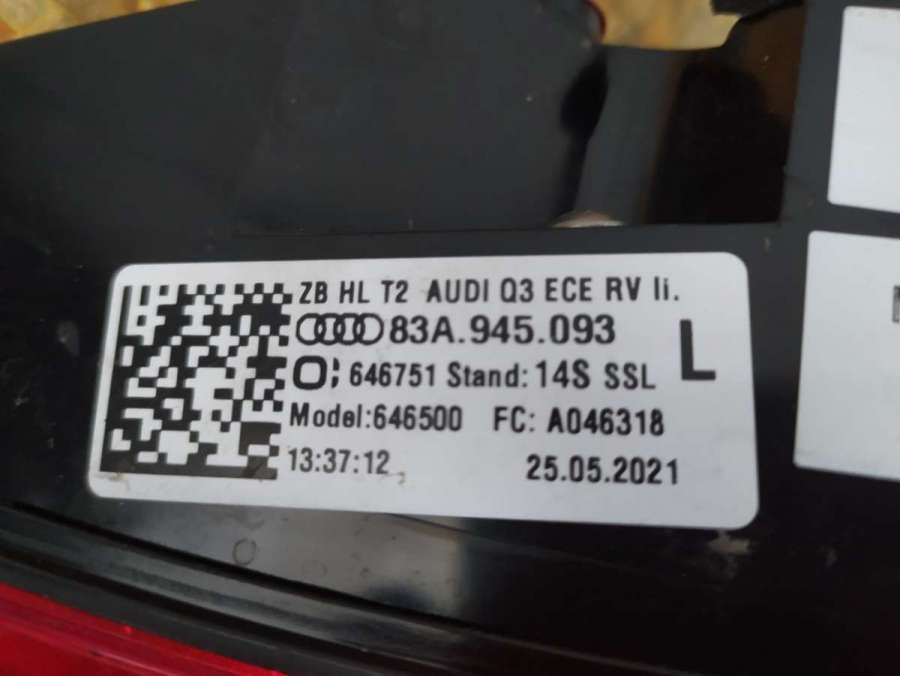 ZB HL T2 AUDI Q3 ECE RV li.
83A.945.093
L
646751 Stand: 14S SSL
Model:646500 FC: A046318
13:37:12 25.05.2021